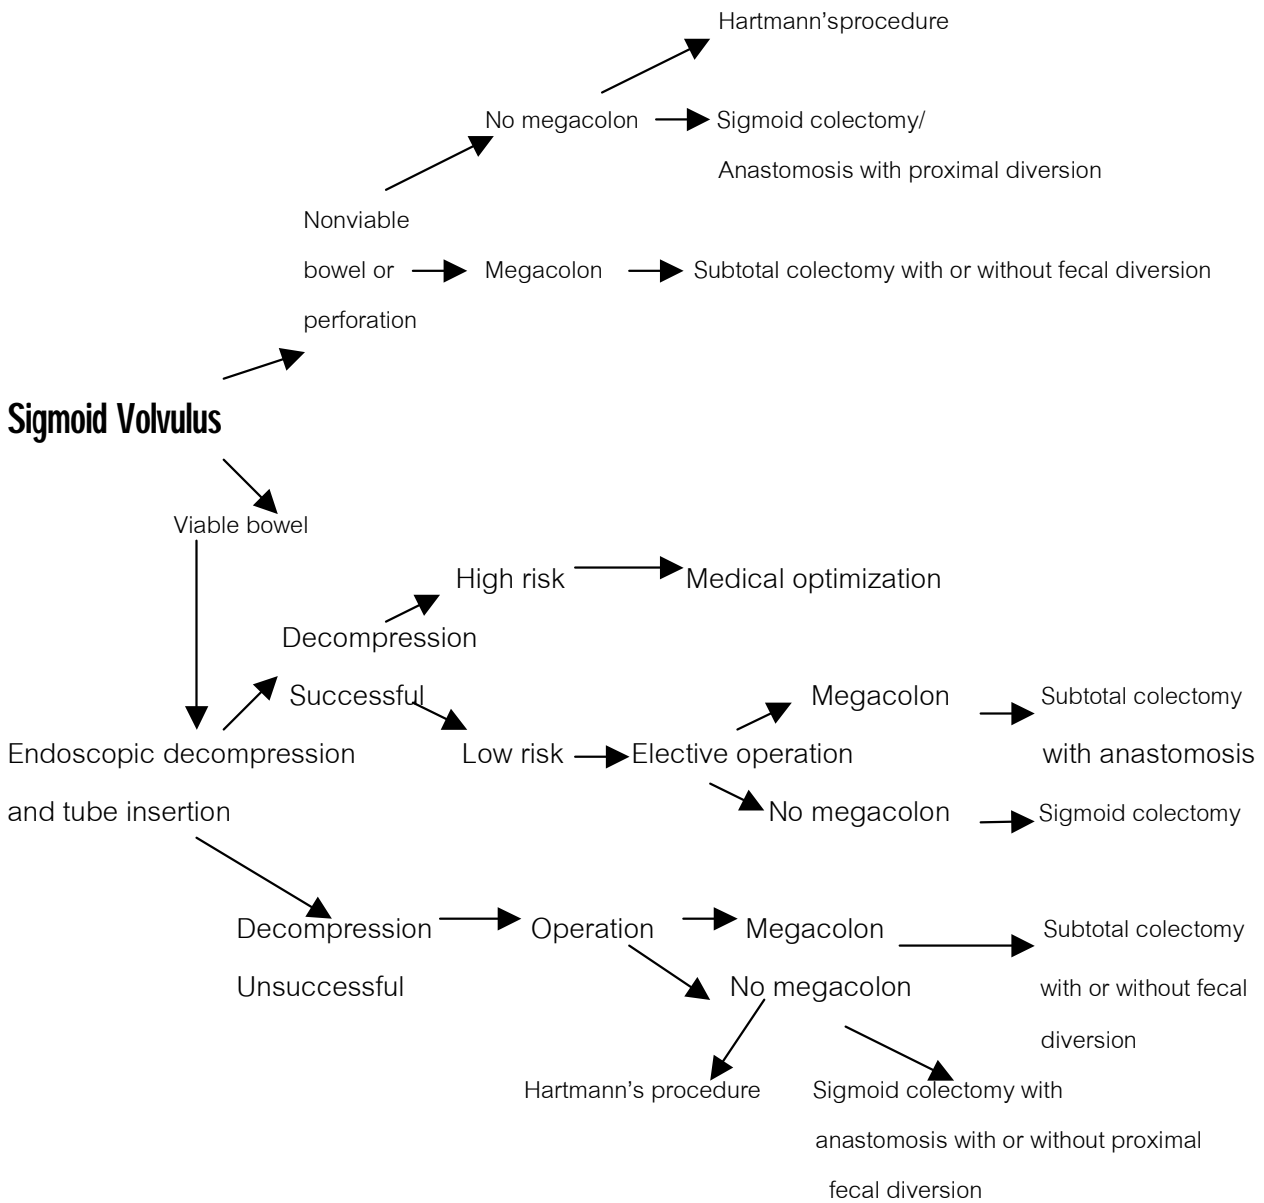 Hartmann'sprocedure
No megacolon
Sigmoid colectomy/
Anastomosis with proximal diversion
Nonviable
bowel or
perforation
Megacolon
Subtotal colectomy with or without fecal diversion
Sigmoid Volvulus
Viable bowel
High risk
Medical optimization
Decompression
Successful
Megacolon
Subtotal colectomy
with anastomosis
Endoscopic decompression
and tube insertion
Low risk
Elective operation
No megacolon
Sigmoid colectomy
Decompression
Unsuccessful
Operation
Megacolon
Subtotal colectomy
with or without fecal
diversion
No megacolon
Hartmann's procedure
Sigmoid colectomy with
anastomosis with or without proximal
fecal diversion